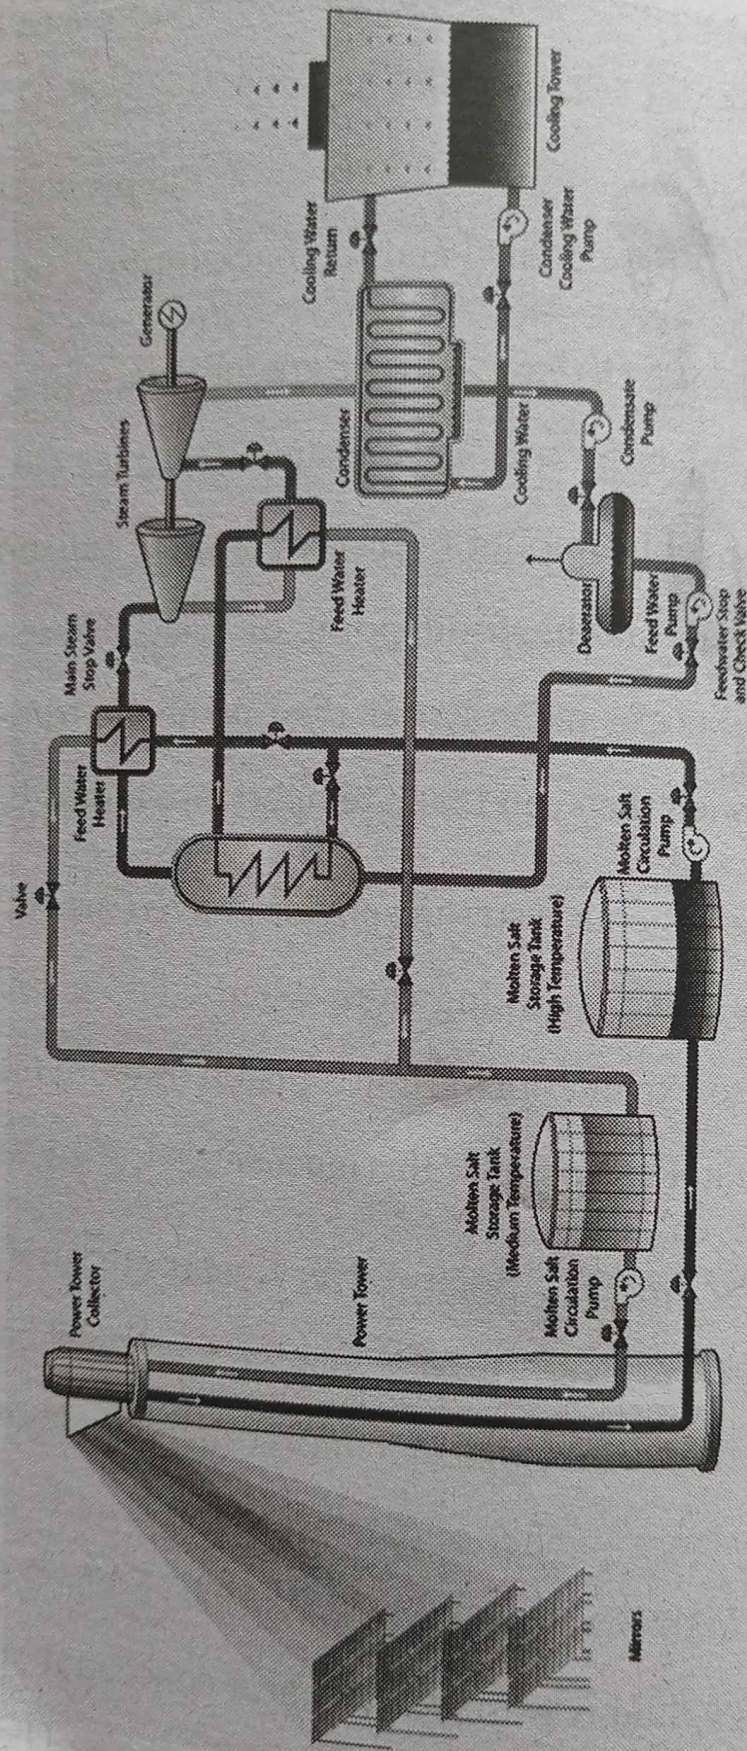 Mirrors
Power Tower
Collector
Power Tower
Molten Salt
Storage Tank
(Medium Temperature)
Molten Salt
Circulation
Pump
Valve
Feed Water
Heater
Main Steam
Stop Valve
Molten Salt
Storage Tank
(High Temperature)
Molten Salt
Circulation
Pump
Steam Turbines
Generator
Feed Water
Heater
Condenser
Cooling Water
Return
Cooling Water
Deaerator
Feed Water
Pump
Feedwater Stop
and Check Valve
Condensate
Pump
Condenser
Cooling Water
Pump
Cooling Tower